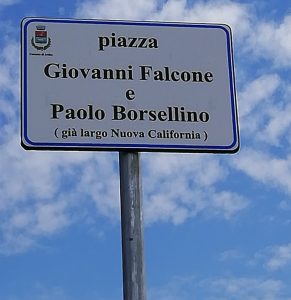 piazza
Giovanni Falcone
e
Paolo Borsellino
( già largo Nuova California )